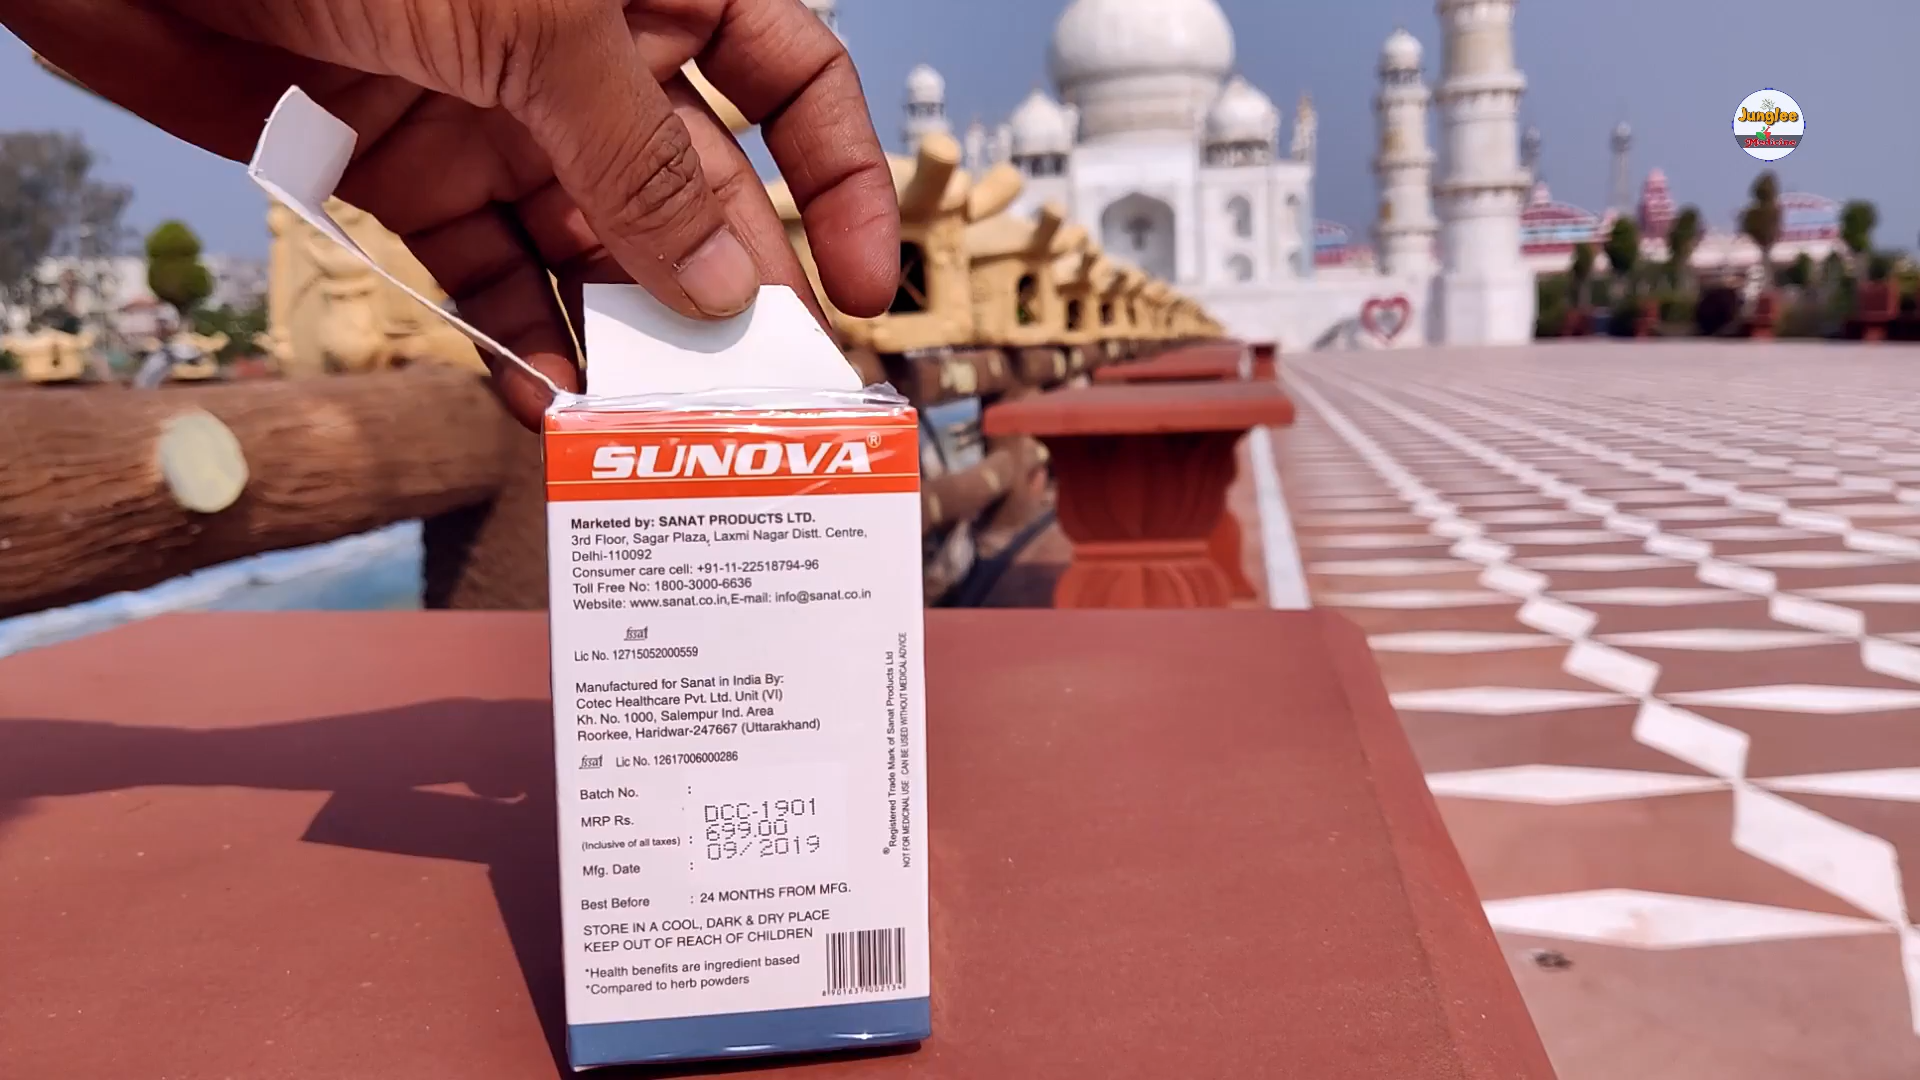 Junglee
Medicine
SUNOVA®
Marketed by: SANAT PRODUCTS LTD.
3rd Floor, Sagar Plaza, Laxmi Nagar Distt. Centre,
Delhi-110092
Consumer care cell: +91-11-22518794-96
Toll Free No: 1800-3000-6636
Website: www.sanat.co.in,E-mail: info@sanat.co.in
fssai
Lic No. 12715052000559
Manufactured for Sanat in India By:
Cotec Healthcare Pvt. Ltd. Unit (VI)
Kh. No. 1000, Salempur Ind. Area
Roorkee, Haridwar-247667 (Uttarakhand)
fssai Lic No. 12617006000286
Batch No. :
DCC-1901
MRP Rs.
699.00
(Inclusive of all taxes) :
09/2019
Mfg. Date :
Best Before : 24 MONTHS FROM MFG.
STORE IN A COOL, DARK & DRY PLACE
KEEP OUT OF REACH OF CHILDREN
*Health benefits are ingredient based
*Compared to herb powders
8901637002134
® Registered Trade Mark of Sanat Products Ltd
NOT FOR MEDICINAL USE. CAN BE USED WITHOUT MEDICAL ADVICE